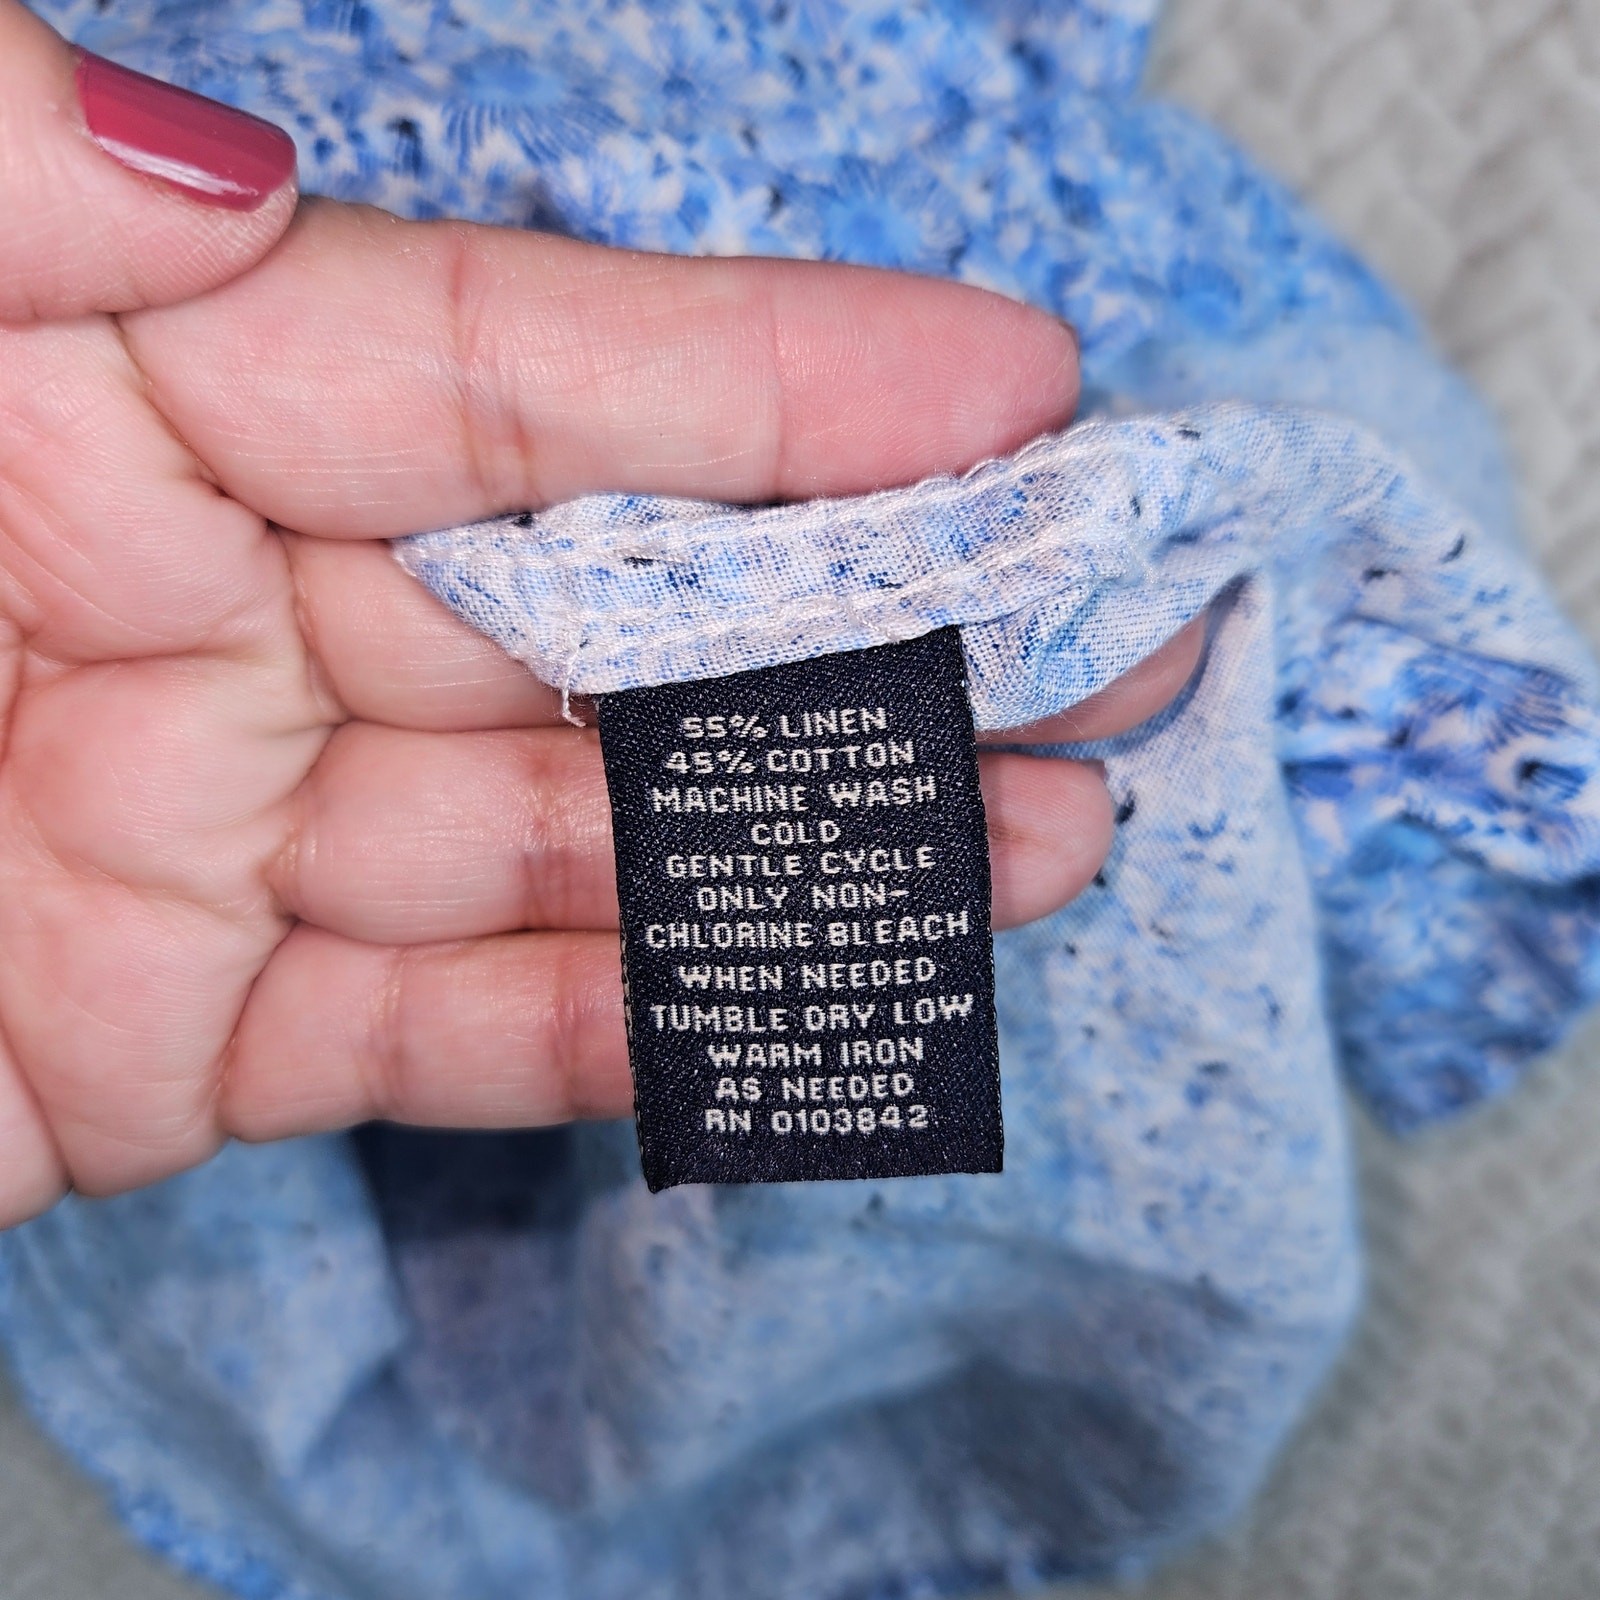 55% LINEN
45% COTTON
MACHINE WASH
COLD
GENTLE CYCLE
ONLY NON-
CHLORINE BLEACH
WHEN NEEDED
TUMBLE DRY LOW
WARM IRON
AS NEEDED
RN 0103842